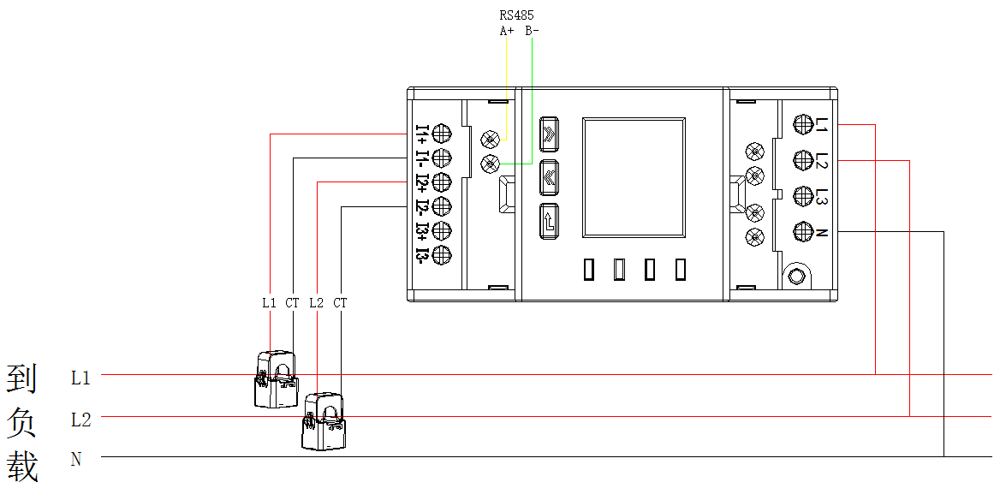 RS485
A+ B-
I1+
I1-
I2+
I2-
I3+
I3-
L1
L2
L3
N
L1 CT L2 CT
到负载
L1
L2
N